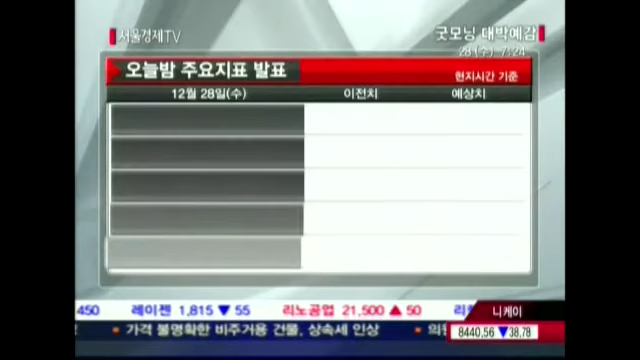 서울경제TV
굿모닝 대박예감
28 (수) 7:24
오늘밤 주요지표 발표
현지시간 기준
12월 28일(수) 이전치 예상치
450 레이젠 1,815 ▼ 55 리노공업 21,500 ▲ 50
니케이
가격 불명확한 비주거용 건물, 상속세 인상
8440,56 ▼38,78